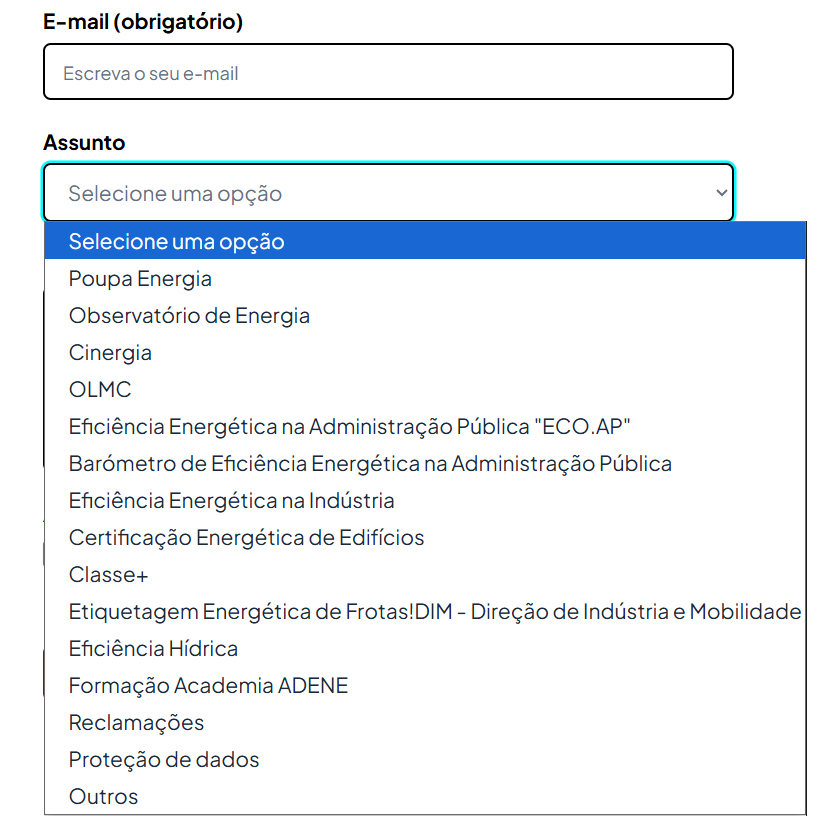 E-mail (obrigatório)
Escreva o seu e-mail
Assunto
Selecione uma opção
Selecione uma opção
Poupa Energia
Observatório de Energia
Cinergia
OLMC
Eficiência Energética na Administração Pública "ECO.AP"
Barómetro de Eficiência Energética na Administração Pública
Eficiência Energética na Indústria
Certificação Energética de Edifícios
Classe+
Etiquetagem Energética de Frotas!DIM - Direção de Indústria e Mobilidade
Eficiência Hídrica
Formação Academia ADENE
Reclamações
Proteção de dados
Outros